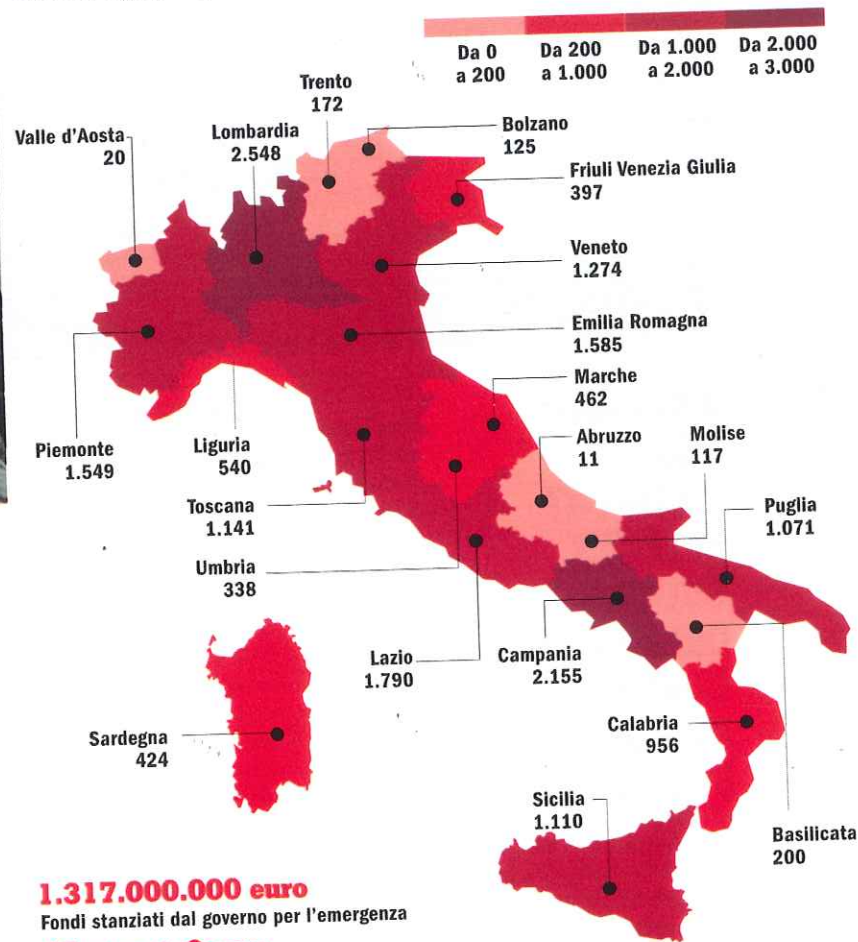 Da 0
a 200
Da 200
a 1.000
Da 1.000
a 2.000
Da 2.000
a 3.000
Trento
172
Valle d'Aosta
20
Lombardia
2.548
Bolzano
125
Friuli Venezia Giulia
397
Veneto
1.274
Emilia Romagna
1.585
Marche
462
Piemonte
1.549
Liguria
540
Abruzzo
11
Molise
117
Toscana
1.141
Puglia
1.071
Umbria
338
Lazio
1.790
Campania
2.155
Sardegna
424
Calabria
956
Sicilia
1.110
Basilicata
200
1.317.000.000 euro
Fondi stanziati dal governo per l'emergenza